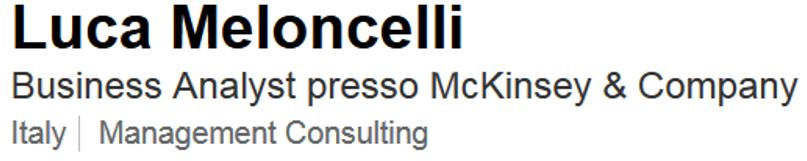 Luca Meloncelli
Business Analyst presso McKinsey & Company
Italy | Management Consulting